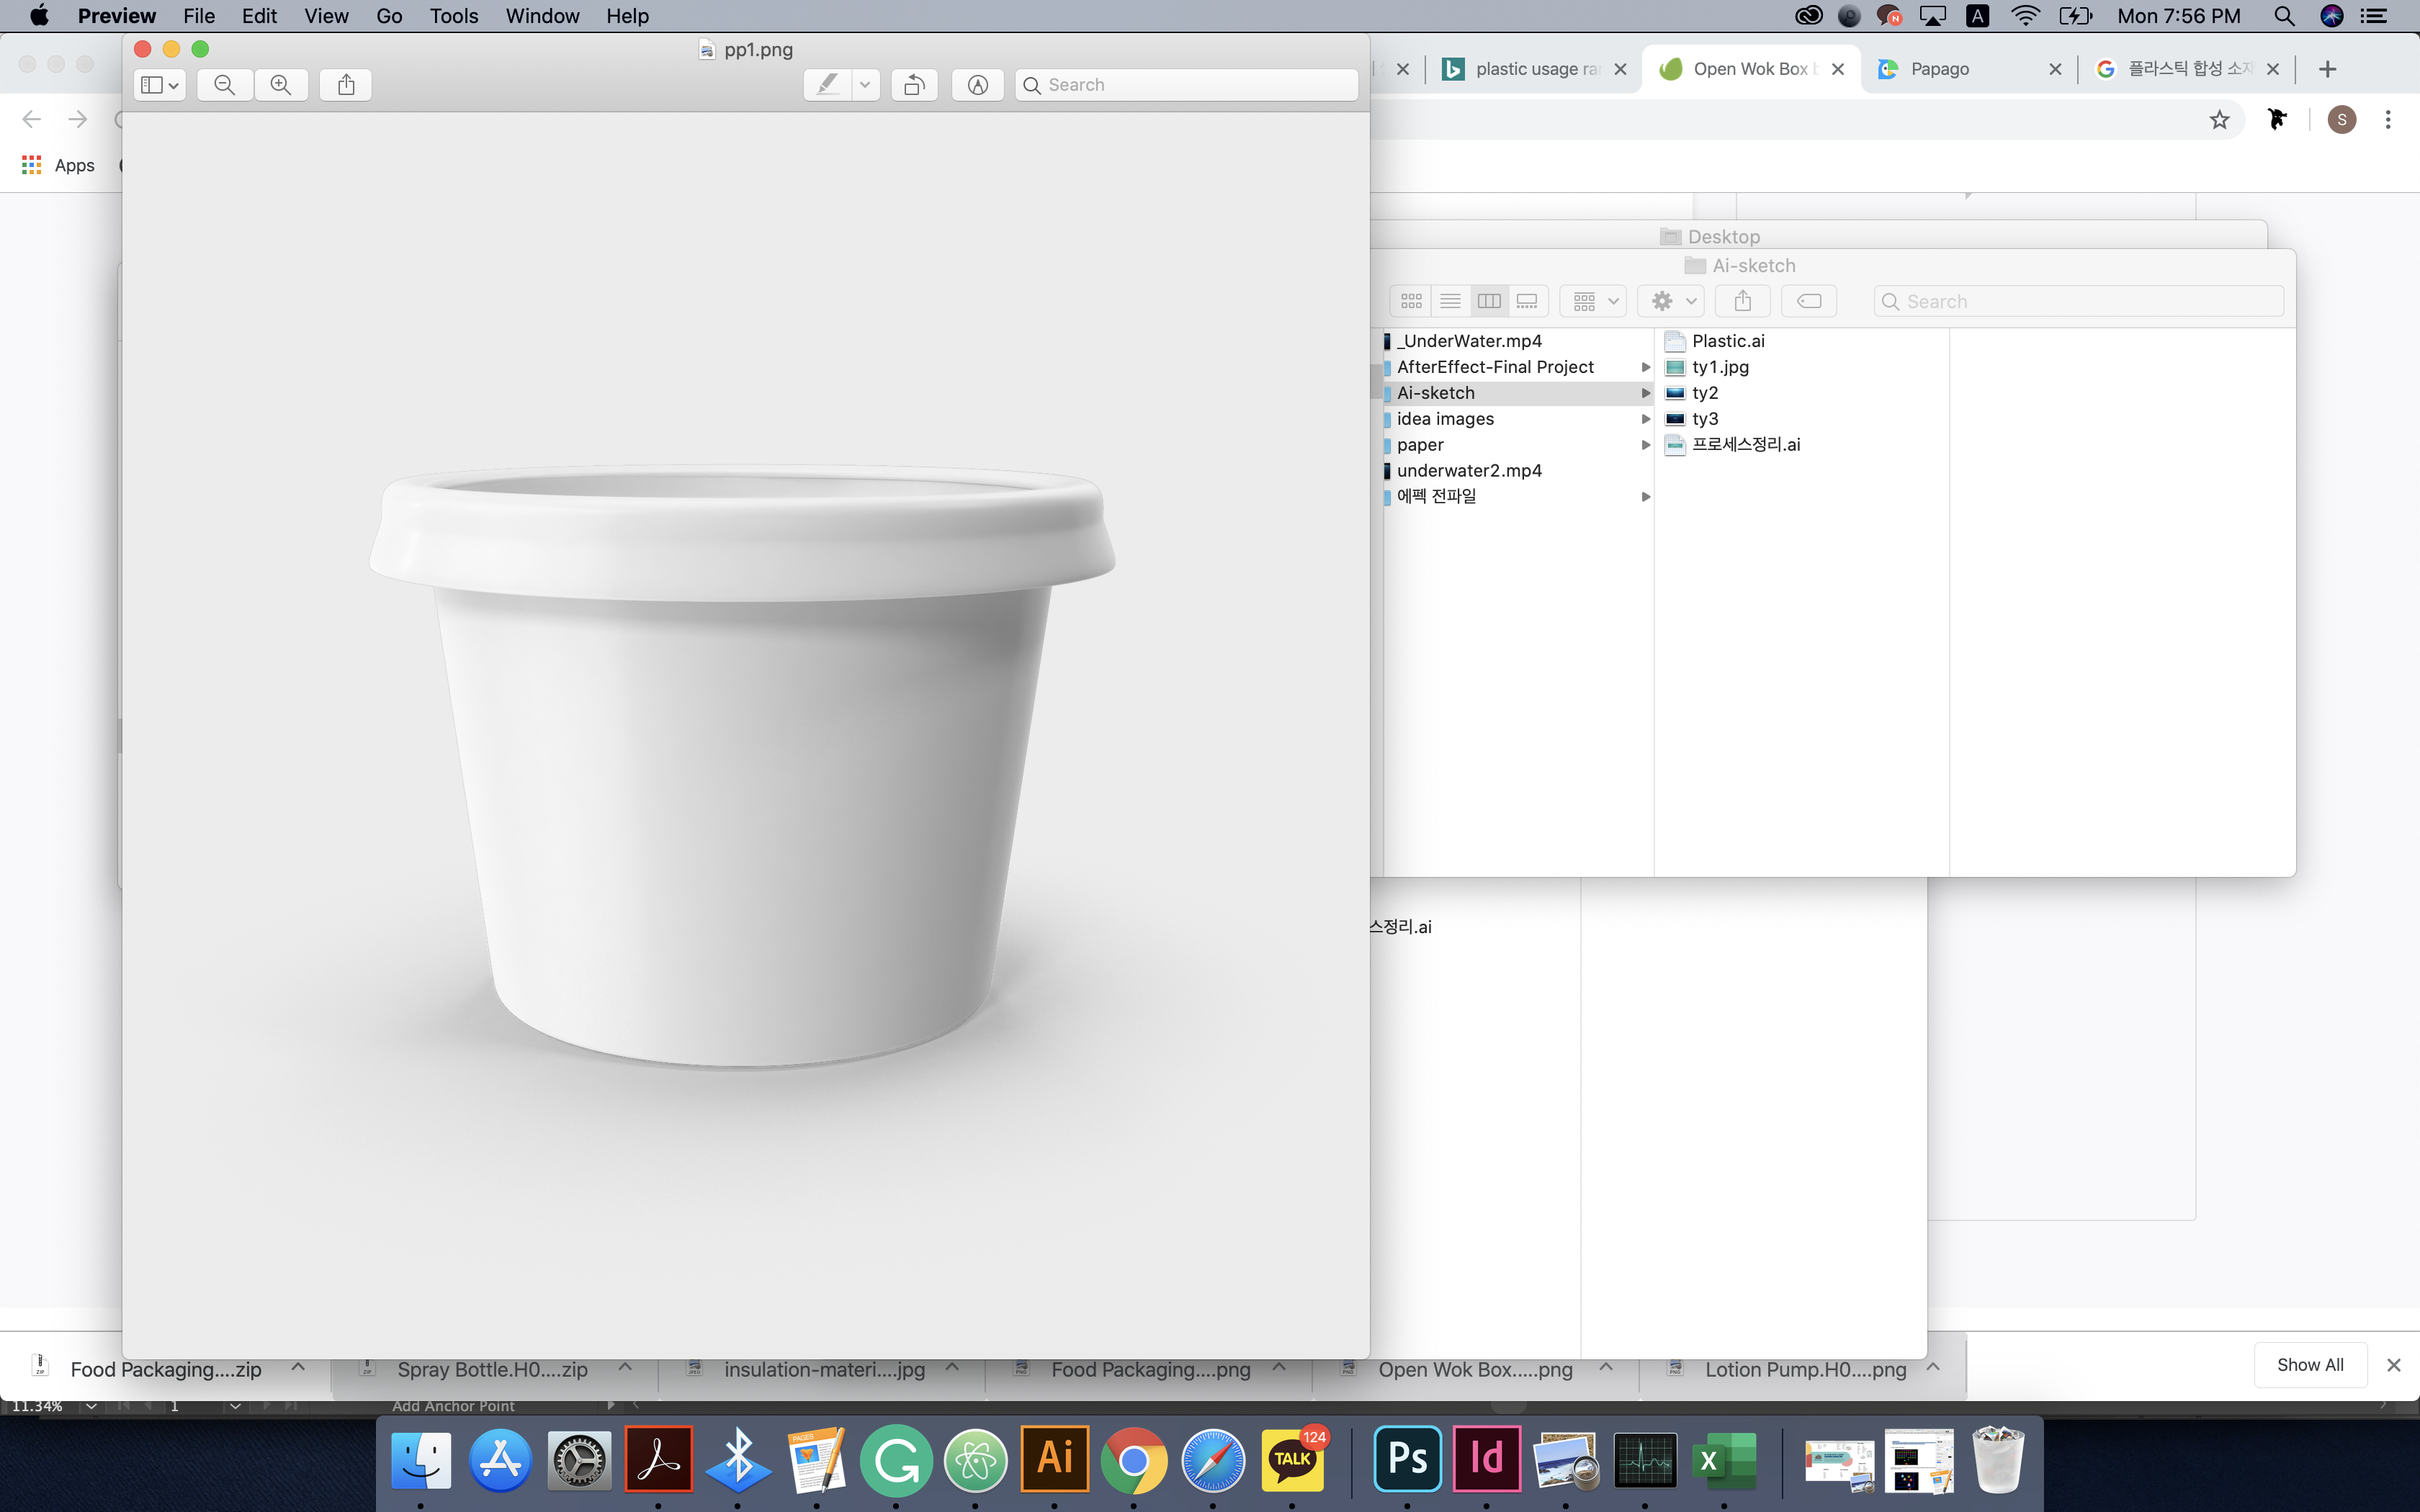 Preview File Edit View Go Tools Window Help
A
Mon 7:56 PM
pp1.png
Search
plastic usage ra
Open Wok Box
Papago
플라스틱 합성 소재
Apps
S
Desktop
Ai-sketch
Search
_UnderWater.mp4
AfterEffect-Final Project
Ai-sketch
idea images
paper
underwater2.mp4
에펙 전파일
Plastic.ai
ty1.jpg
ty2
ty3
프로세스정리.ai
스정리.ai
Food Packaging....zip
Spray Bottle.H0....zip
insulation-materi....jpg
Food Packaging....png
Open Wok Box.....png
Lotion Pump.H0....png
Show All
11.34%
1
Add Anchor Point
PAGES
Ai
TALK
124
Ps
Id
X